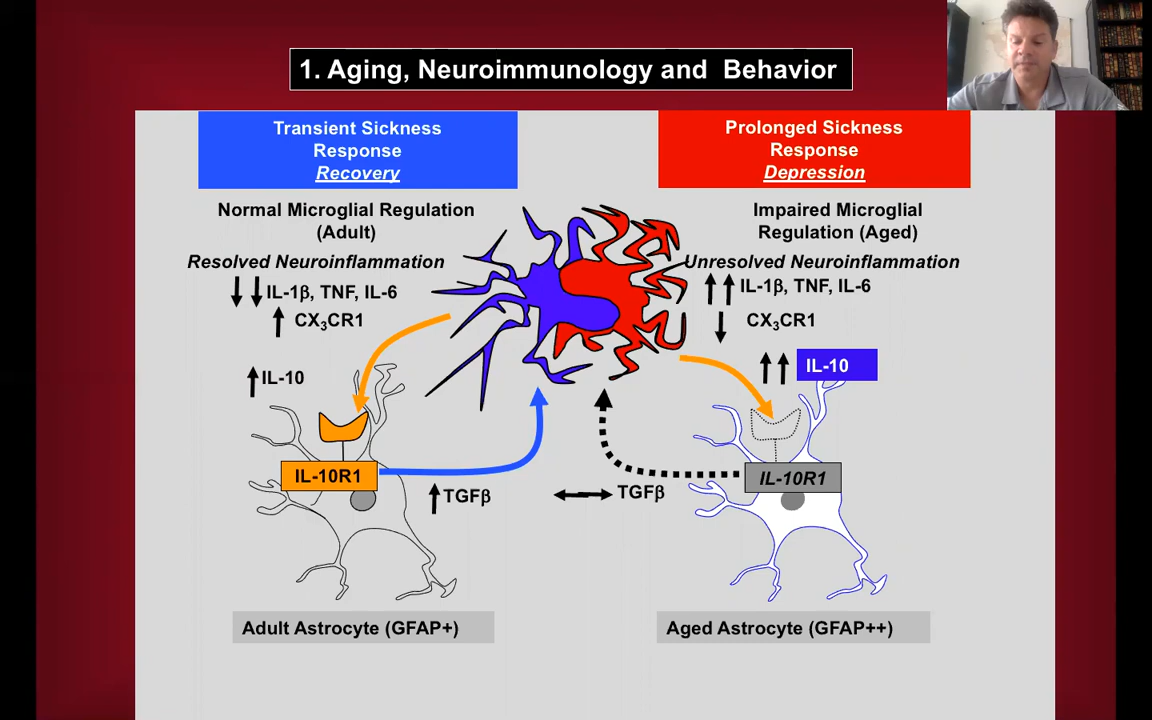 1. Aging, Neuroimmunology and Behavior
Transient Sickness
Response
Recovery
Prolonged Sickness
Response
Depression
Normal Microglial Regulation
(Adult)
Resolved Neuroinflammation
IL-1β, TNF, IL-6
CX₃CR1
IL-10
IL-10R1
TGFβ
Impaired Microglial
Regulation (Aged)
Unresolved Neuroinflammation
IL-1β, TNF, IL-6
CX₃CR1
IL-10
IL-10R1
TGFβ
Adult Astrocyte (GFAP+)
Aged Astrocyte (GFAP++)